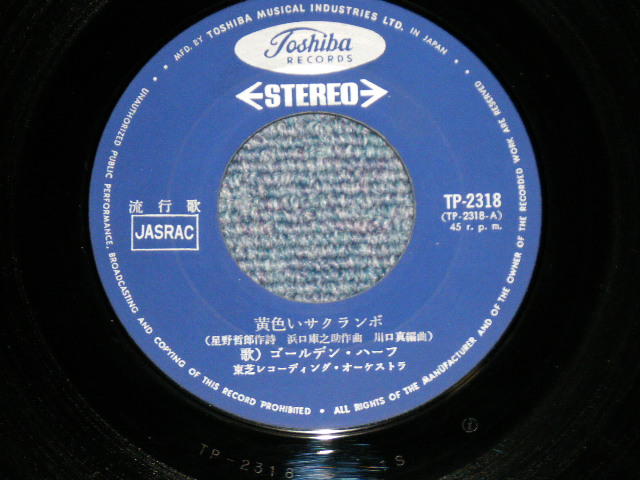 MFD. BY TOSHIBA MUSICAL INDUSTRIES LTD. IN JAPAN
Toshiba
RECORDS
STEREO
流行歌
JASRAC
TP-2318
(TP-2318-A)
45 r. p. m.
黄色いサクランボ
(星野哲郎作詩 浜口庫之助作曲 川口真編曲)
歌) ゴールデン・ハーフ
東芝レコーディング・オーケストラ
UNAUTHORIZED PUBLIC PERFORMANCE, BROADCASTING AND COPYING OF THIS RECORD PROHIBITED • ALL RIGHTS OF THE MANUFACTURER AND OF THE OWNER OF THE RECORDED WORK ARE RESERVED
TP-2318
S